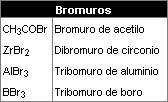 Bromuros
CH₃COBr Bromuro de acetilo
ZrBr₂ Dibromuro de circonio
AlBr₃ Tribomuro de aluminio
BBr₃ Tribomuro de boro